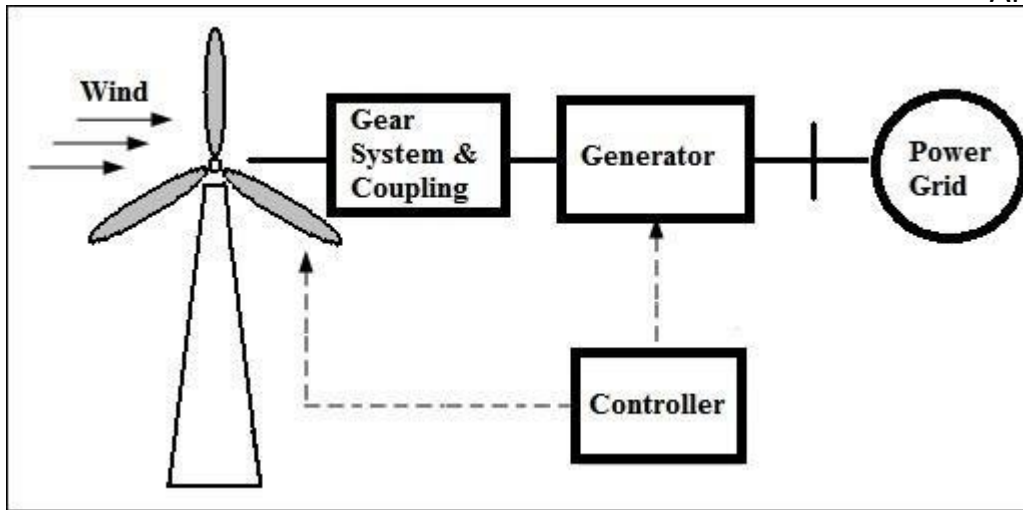 Wind
Gear
System &
Coupling
Generator
Power
Grid
Controller